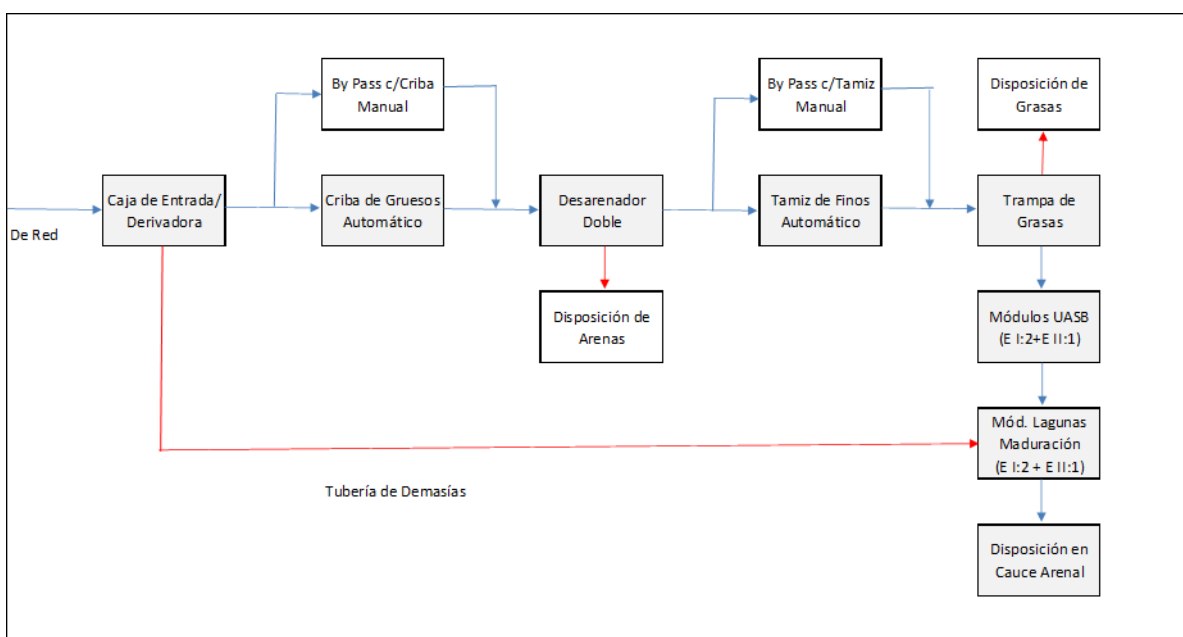 By Pass c/Criba
Manual
By Pass c/Tamiz
Manual
Disposición de
Grasas
De Red
Caja de Entrada/
Derivadora
Criba de Gruesos
Automático
Desarenador
Doble
Tamiz de Finos
Automático
Trampa de
Grasas
Disposición de
Arenas
Módulos UASB
(E I:2+E II:1)
Mód. Lagunas
Maduración
(E I:2 + E II:1)
Tubería de Demasías
Disposición en
Cauce Arenal